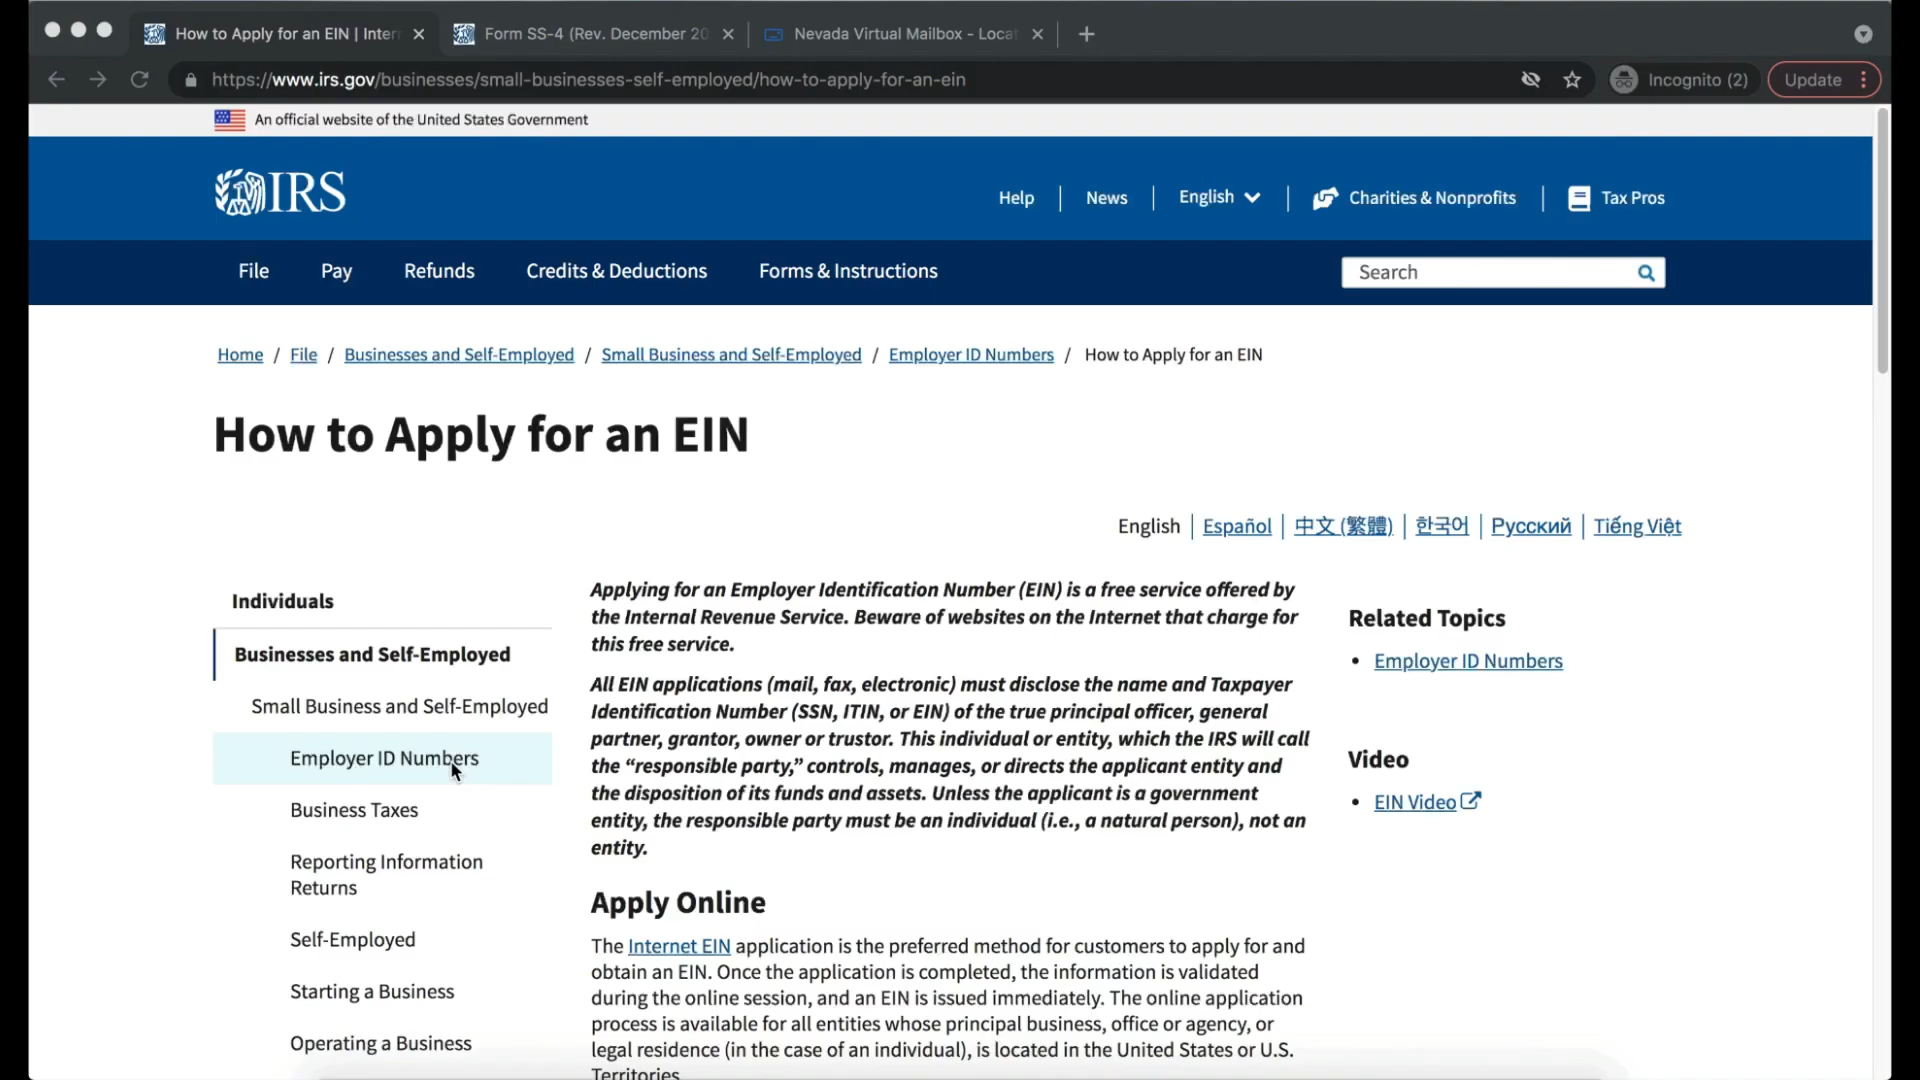 How to Apply for an EIN | Inter
Form SS-4 (Rev. December 20
Nevada Virtual Mailbox - Locat
https://www.irs.gov/businesses/small-businesses-self-employed/how-to-apply-for-an-ein
Incognito (2)
Update
An official website of the United States Government
IRS
Help
News
English
Charities & Nonprofits
Tax Pros
File
Pay
Refunds
Credits & Deductions
Forms & Instructions
Search
Home / File / Businesses and Self-Employed / Small Business and Self-Employed / Employer ID Numbers / How to Apply for an EIN
How to Apply for an EIN
English | Español | 中文 (繁體) | 한국어 | Русский | Tiếng Việt
Individuals
Businesses and Self-Employed
Small Business and Self-Employed
Employer ID Numbers
Business Taxes
Reporting Information
Returns
Self-Employed
Starting a Business
Operating a Business
Applying for an Employer Identification Number (EIN) is a free service offered by
the Internal Revenue Service. Beware of websites on the Internet that charge for
this free service.
All EIN applications (mail, fax, electronic) must disclose the name and Taxpayer
Identification Number (SSN, ITIN, or EIN) of the true principal officer, general
partner, grantor, owner or trustor. This individual or entity, which the IRS will call
the “responsible party,” controls, manages, or directs the applicant entity and
the disposition of its funds and assets. Unless the applicant is a government
entity, the responsible party must be an individual (i.e., a natural person), not an
entity.
Apply Online
The Internet EIN application is the preferred method for customers to apply for and
obtain an EIN. Once the application is completed, the information is validated
during the online session, and an EIN is issued immediately. The online application
process is available for all entities whose principal business, office or agency, or
legal residence (in the case of an individual), is located in the United States or U.S.
Territories.
Related Topics
Employer ID Numbers
Video
EIN Video